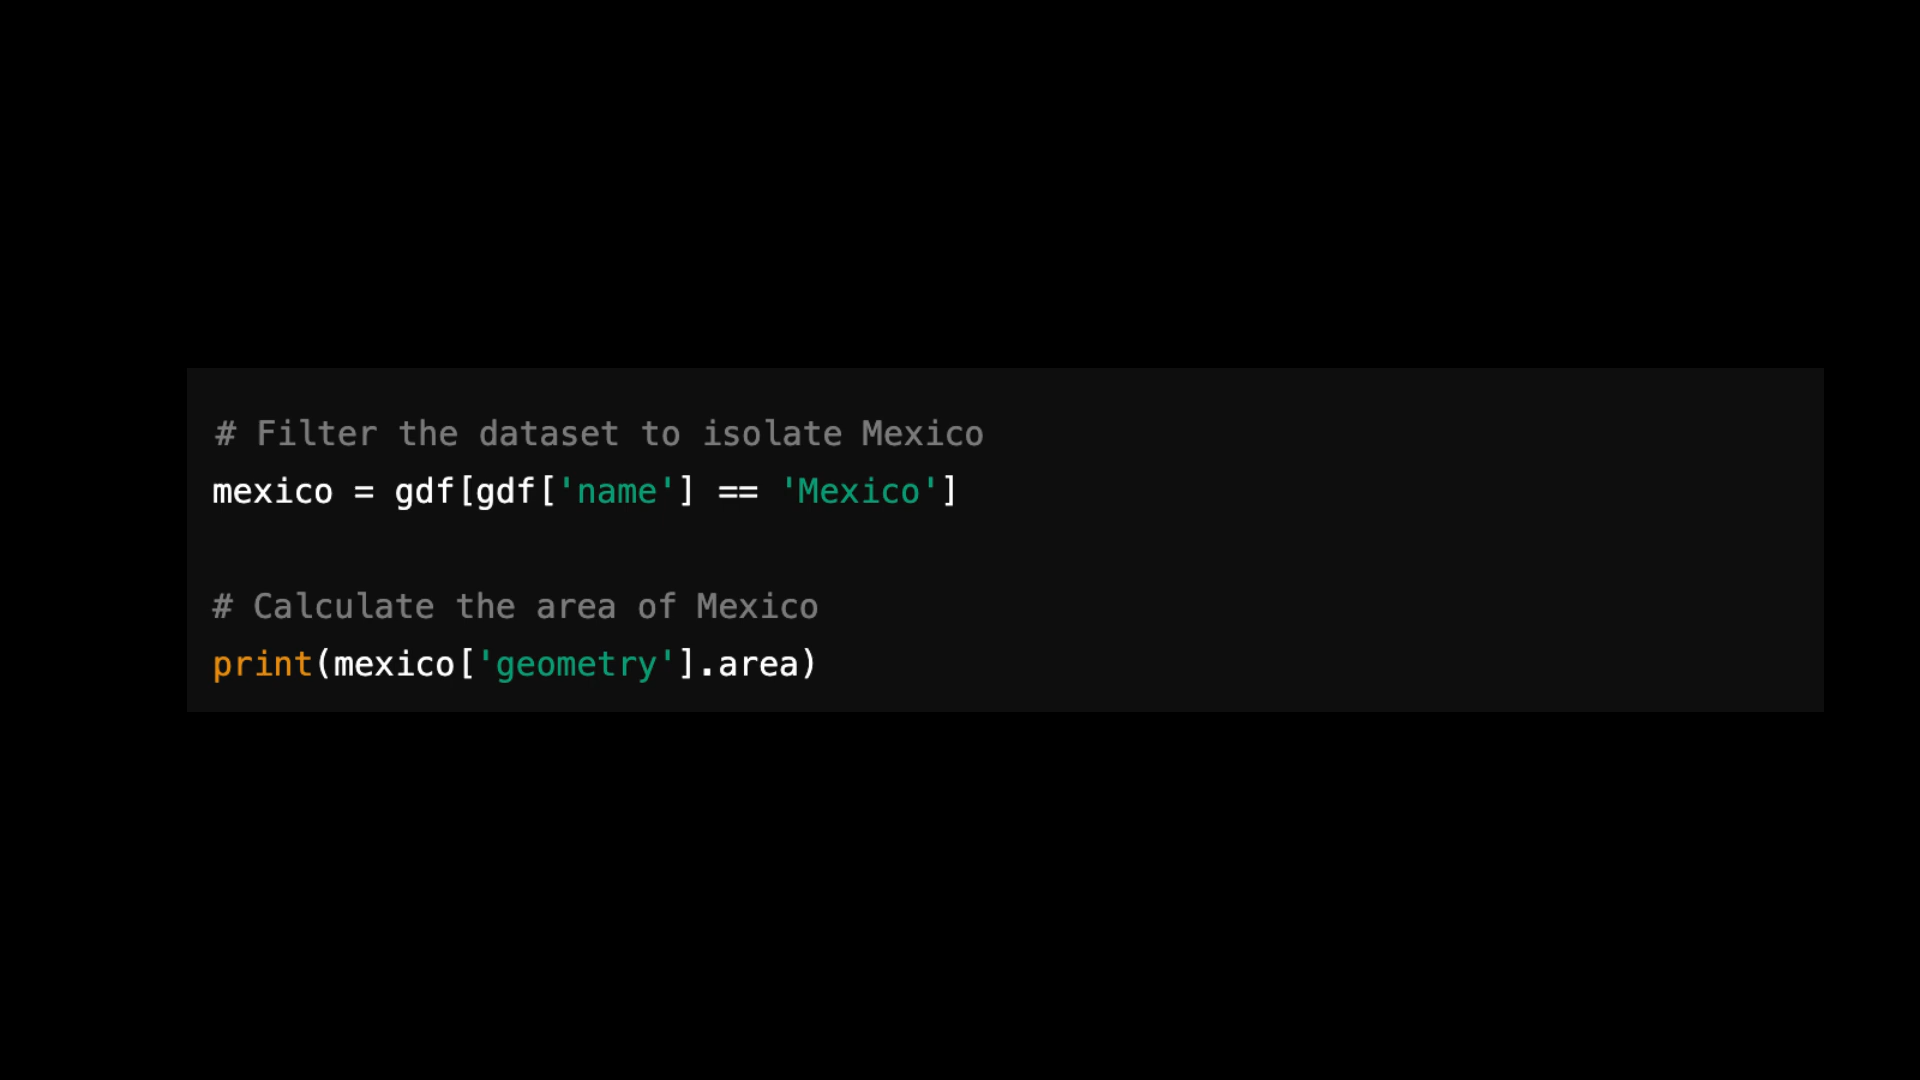 # Filter the dataset to isolate Mexico
mexico = gdf[gdf['name'] == 'Mexico']
# Calculate the area of Mexico
print(mexico['geometry'].area)